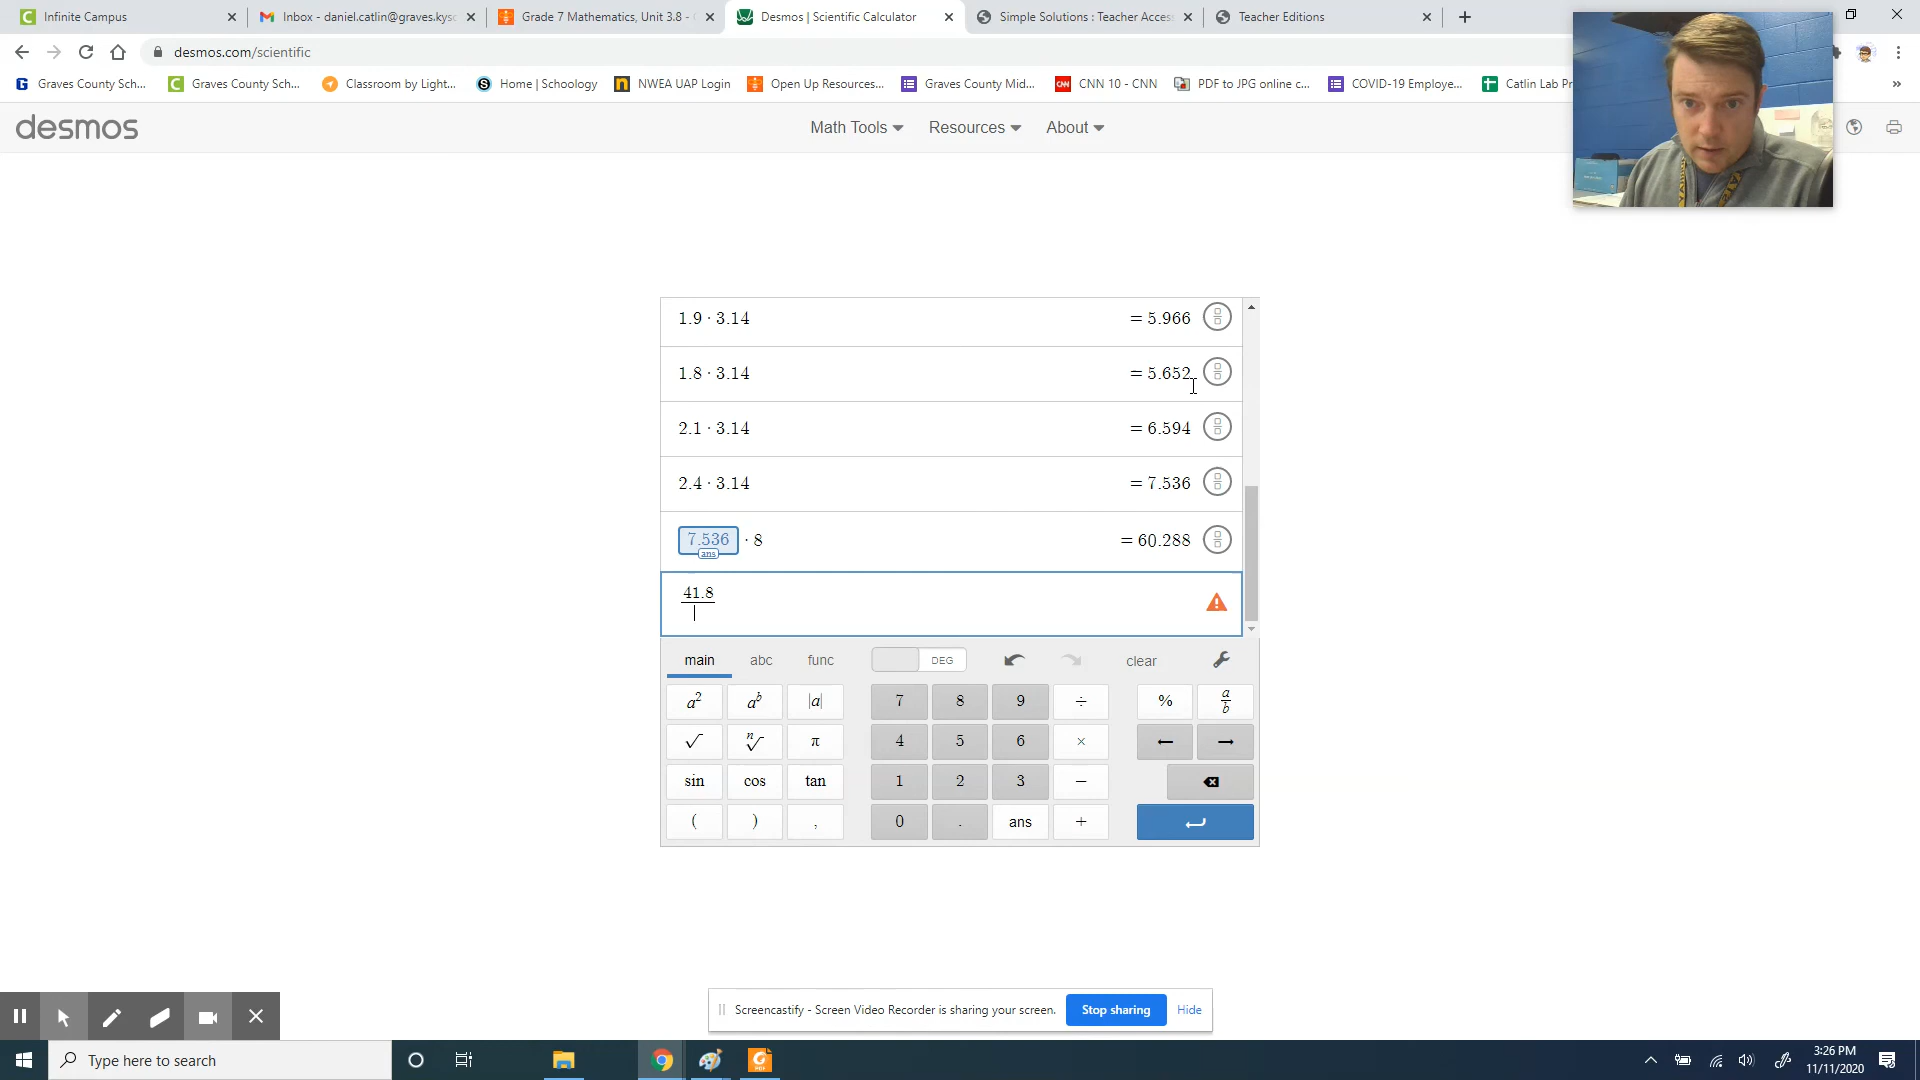 Infinite Campus
Inbox - daniel.catlin@graves.kysc
Grade 7 Mathematics, Unit 3.8 -
Desmos | Scientific Calculator
Simple Solutions : Teacher Acces
Teacher Editions
desmos.com/scientific
Graves County Sch...
Graves County Sch...
Classroom by Light...
Home | Schoology
NWEA UAP Login
Open Up Resources...
Graves County Mid...
CNN 10 - CNN
PDF to JPG online c...
COVID-19 Employe...
Catlin Lab Pr
desmos
Math Tools
Resources
About
1.9 · 3.14 = 5.966
1.8 · 3.14 = 5.652
2.1 · 3.14 = 6.594
2.4 · 3.14 = 7.536
7.536 · 8 = 60.288
ans
41.8
main abc func DEG clear
a² aᵇ |a| 7 8 9 ÷ % a/b
√ ⁿ√ π 4 5 6 × ← →
sin cos tan 1 2 3 −
( ) , 0 . ans +
Screencastify - Screen Video Recorder is sharing your screen.
Stop sharing
Hide
Type here to search
3:26 PM
11/11/2020